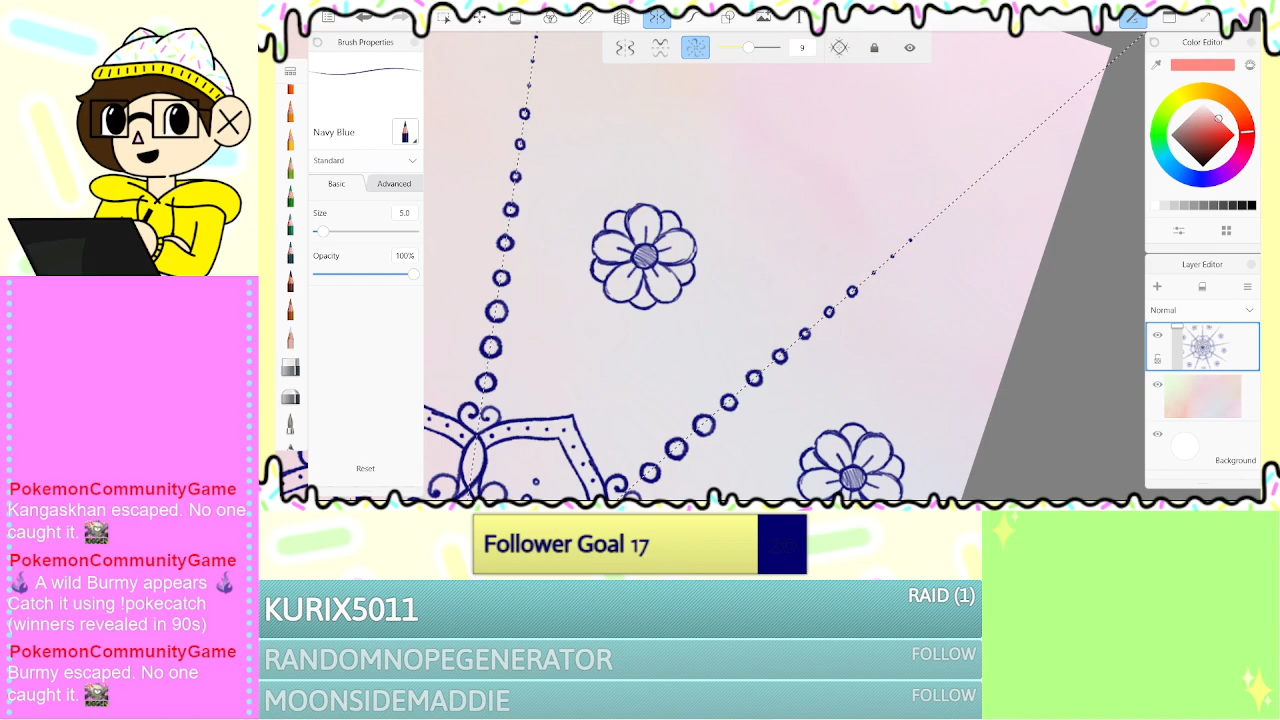 Brush Properties
9
Color Editor
Navy Blue
Standard
Basic
Advanced
Size
5.0
Opacity
100%
Reset
Layer Editor
Normal
Background
PokemonCommunityGame
Kangaskhan escaped. No one
caught it.
PokemonCommunityGame
A wild Burmy appears
Catch it using !pokecatch
(winners revealed in 90s)
PokemonCommunityGame
Burmy escaped. No one
caught it.
Follower Goal 17
20
KURIX5011
RAID (1)
RANDOMNOPEGENERATOR
FOLLOW
MOONSIDEMADDIE
FOLLOW